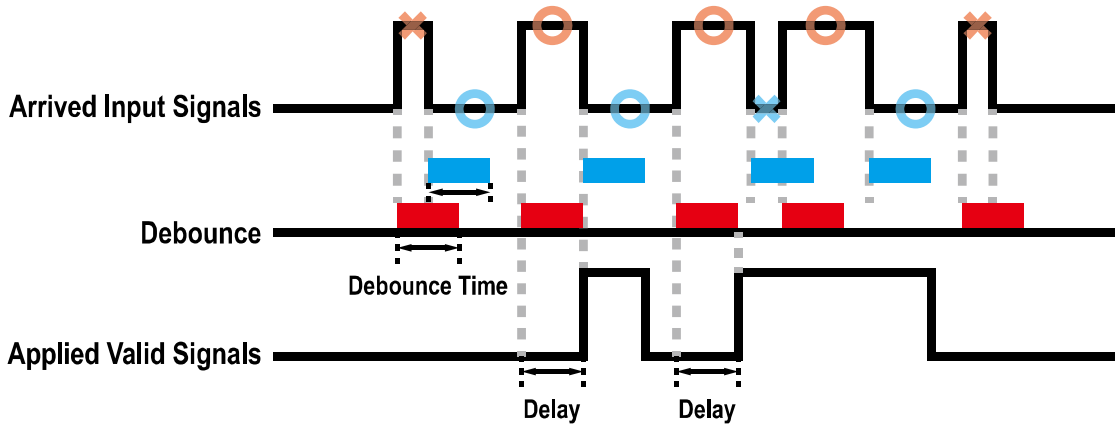 Arrived Input Signals
Debounce
Debounce Time
Applied Valid Signals
Delay
Delay